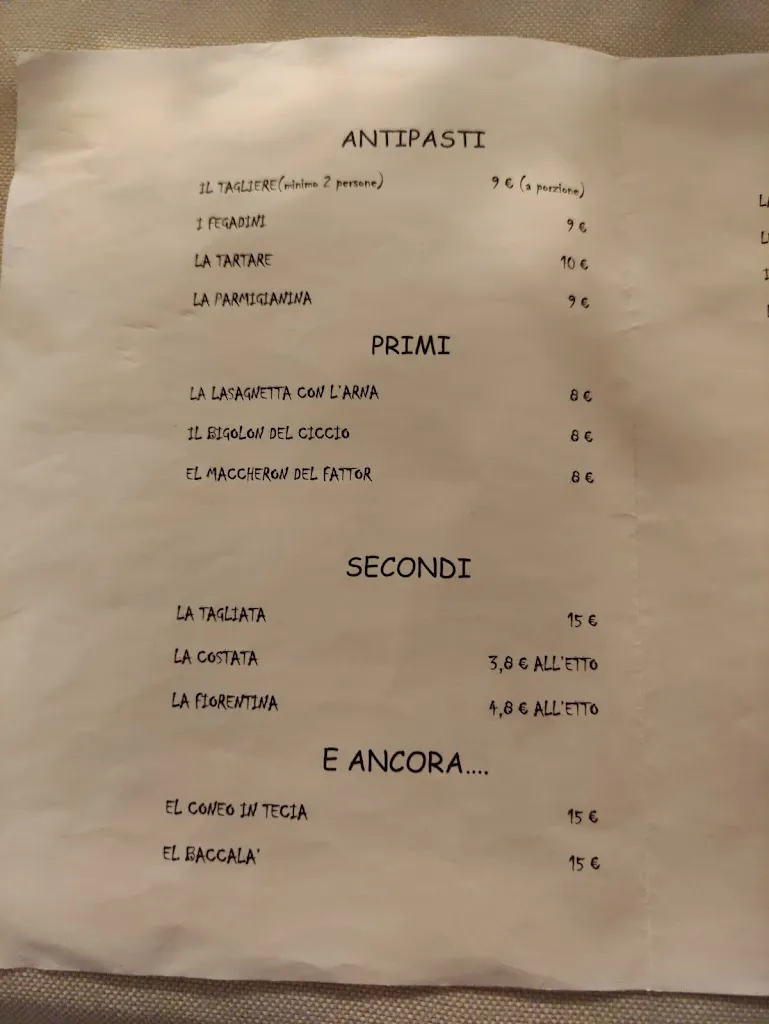 ANTIPASTI
IL TAGLIERE(minimo 2 persone) 9 € (a porzione)
I FEGADINI 9 €
LA TARTARE 10 €
LA PARMIGIANINA 9 €
PRIMI
LA LASAGNETTA CON L'ARNA 8 €
IL BIGOLON DEL CICCIO 8 €
EL MACCHERON DEL FATTOR 8 €
SECONDI
LA TAGLIATA 15 €
LA COSTATA 3,8 € ALL'ETTO
LA FIORENTINA 4,8 € ALL'ETTO
E ANCORA....
EL CONEO IN TECIA 15 €
EL BACCALA' 15 €